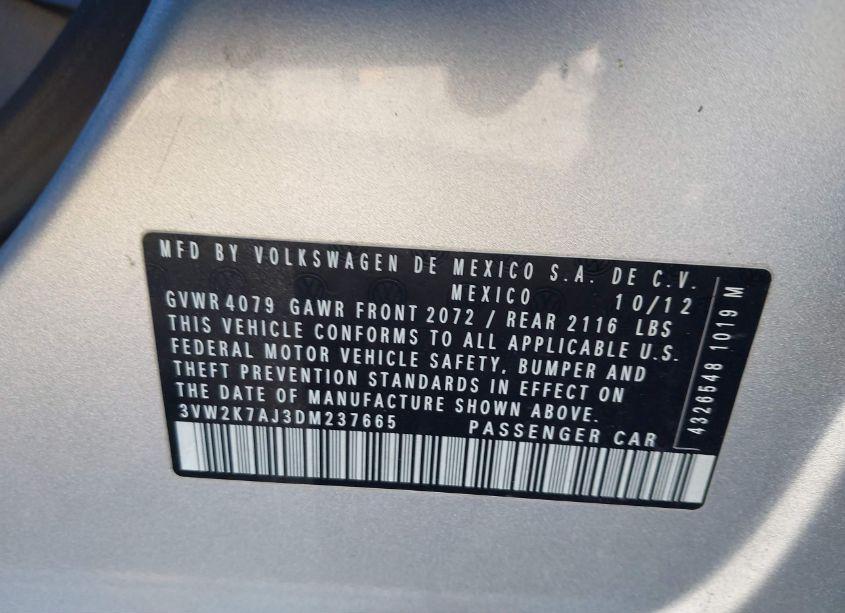 MFD BY VOLKSWAGEN DE MEXICO S.A. DE C.V.
MEXICO 10/12
GVWR 4079 GAWR FRONT 2072 / REAR 2116 LBS
THIS VEHICLE CONFORMS TO ALL APPLICABLE U.S.
FEDERAL MOTOR VEHICLE SAFETY, BUMPER AND
THEFT PREVENTION STANDARDS IN EFFECT ON
THE DATE OF MANUFACTURE SHOWN ABOVE.
3VW2K7AJ3DM237665 PASSENGER CAR
4326548 1019 M